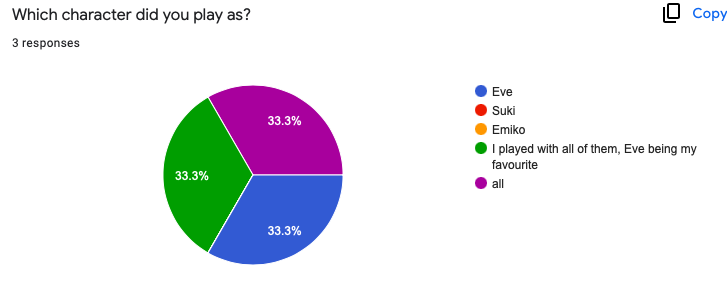 Which character did you play as?
Copy
3 responses
33.3%
33.3%
33.3%
Eve
Suki
Emiko
I played with all of them, Eve being my
favourite
all